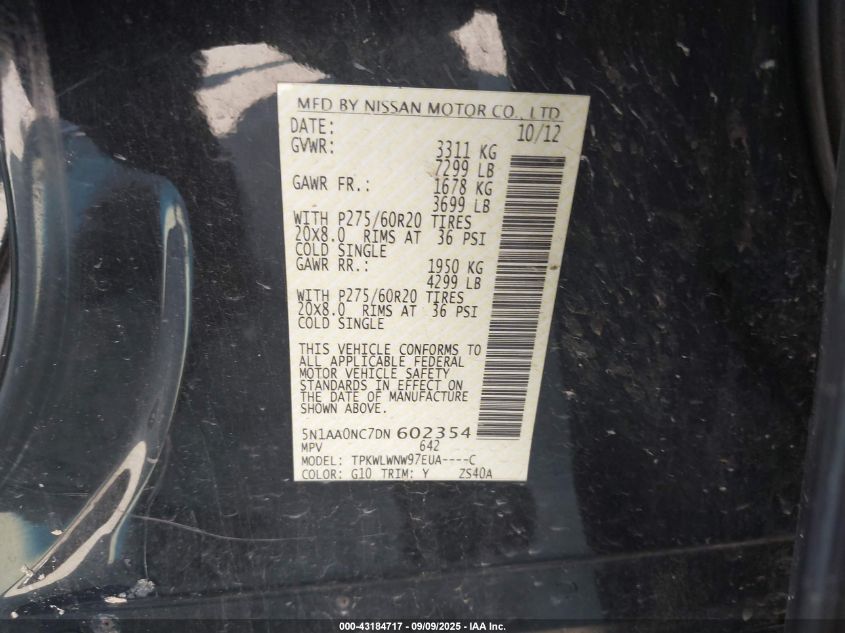 MFD BY NISSAN MOTOR CO., LTD
DATE: 10/12
GVWR: 3311 KG
7299 LB
GAWR FR.: 1678 KG
3699 LB
WITH P275/60R20 TIRES
20X8.0 RIMS AT 36 PSI
COLD SINGLE
GAWR RR.: 1950 KG
4299 LB
WITH P275/60R20 TIRES
20X8.0 RIMS AT 36 PSI
COLD SINGLE
THIS VEHICLE CONFORMS TO
ALL APPLICABLE FEDERAL
MOTOR VEHICLE SAFETY
STANDARDS IN EFFECT ON
THE DATE OF MANUFACTURE
SHOWN ABOVE.
5N1AA0NC7DN 602354
MPV 642
MODEL: TPKWLWNW97EUA----C
COLOR: G10 TRIM: Y ZS40A
000-43184717 - 09/09/2025 - IAA Inc.